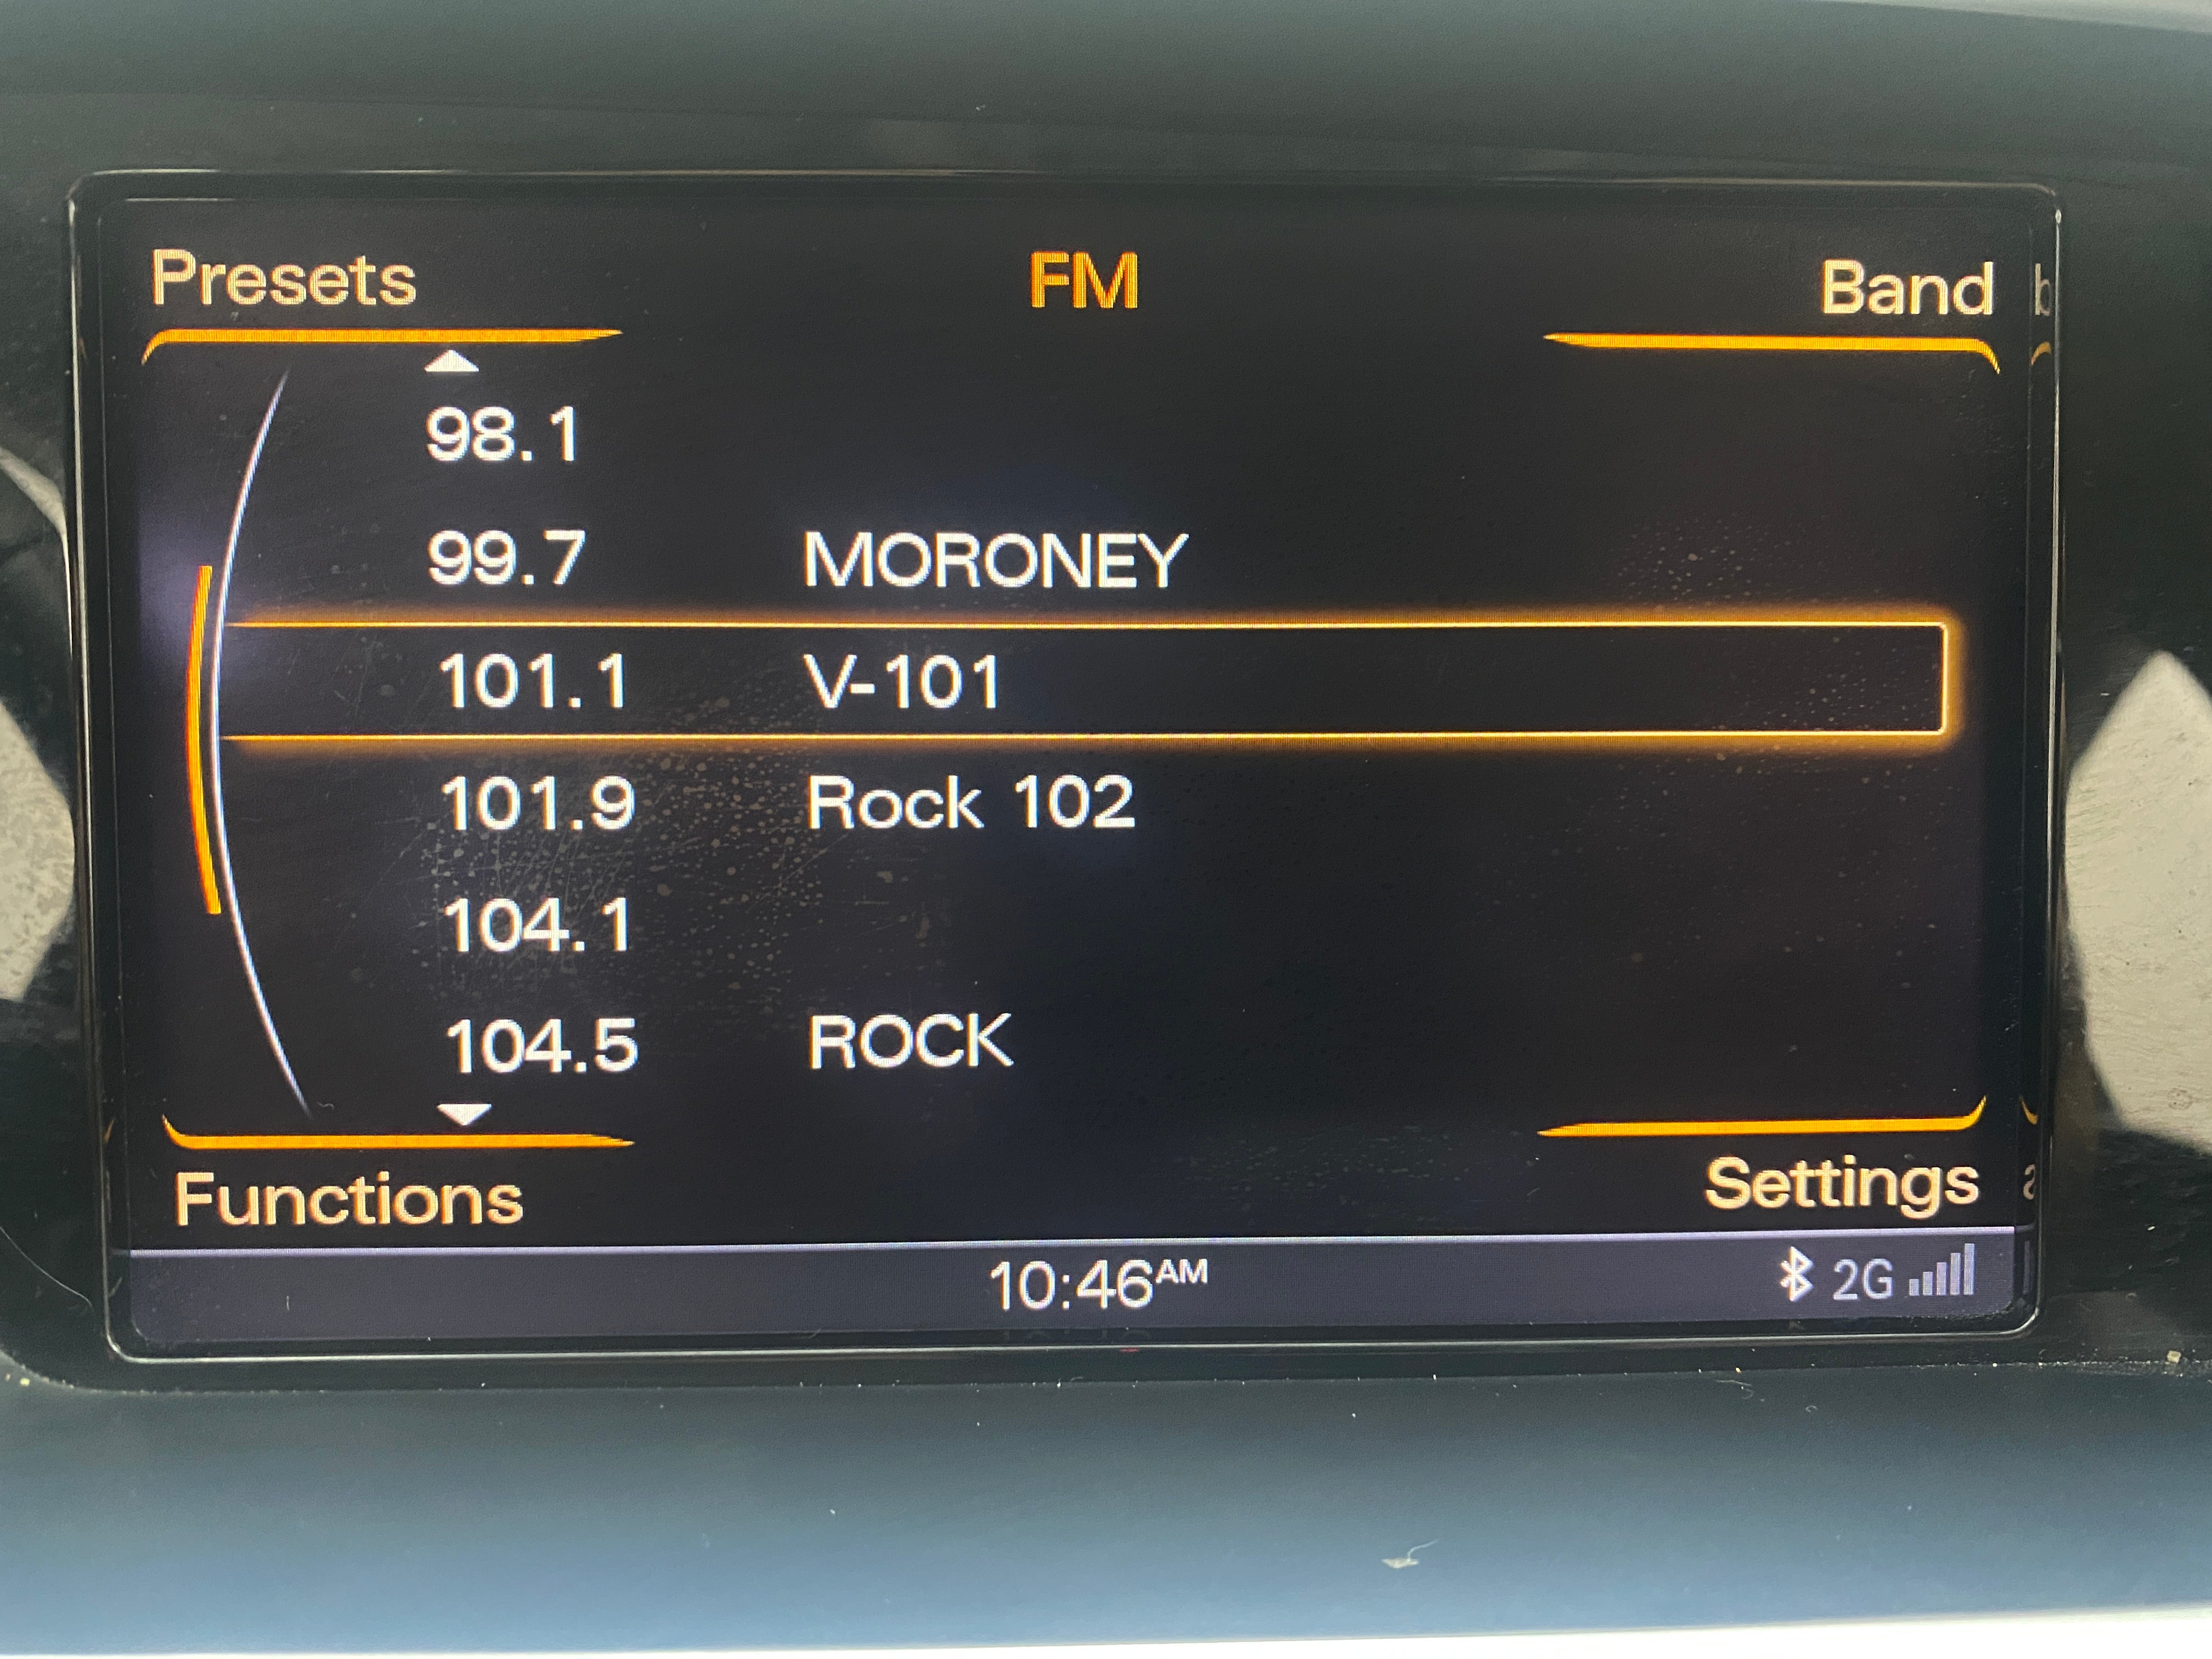 Presets FM Band
98.1
99.7 MORONEY
101.1 V-101
101.9 Rock 102
104.1
104.5 ROCK
Functions Settings
10:46AM 2G